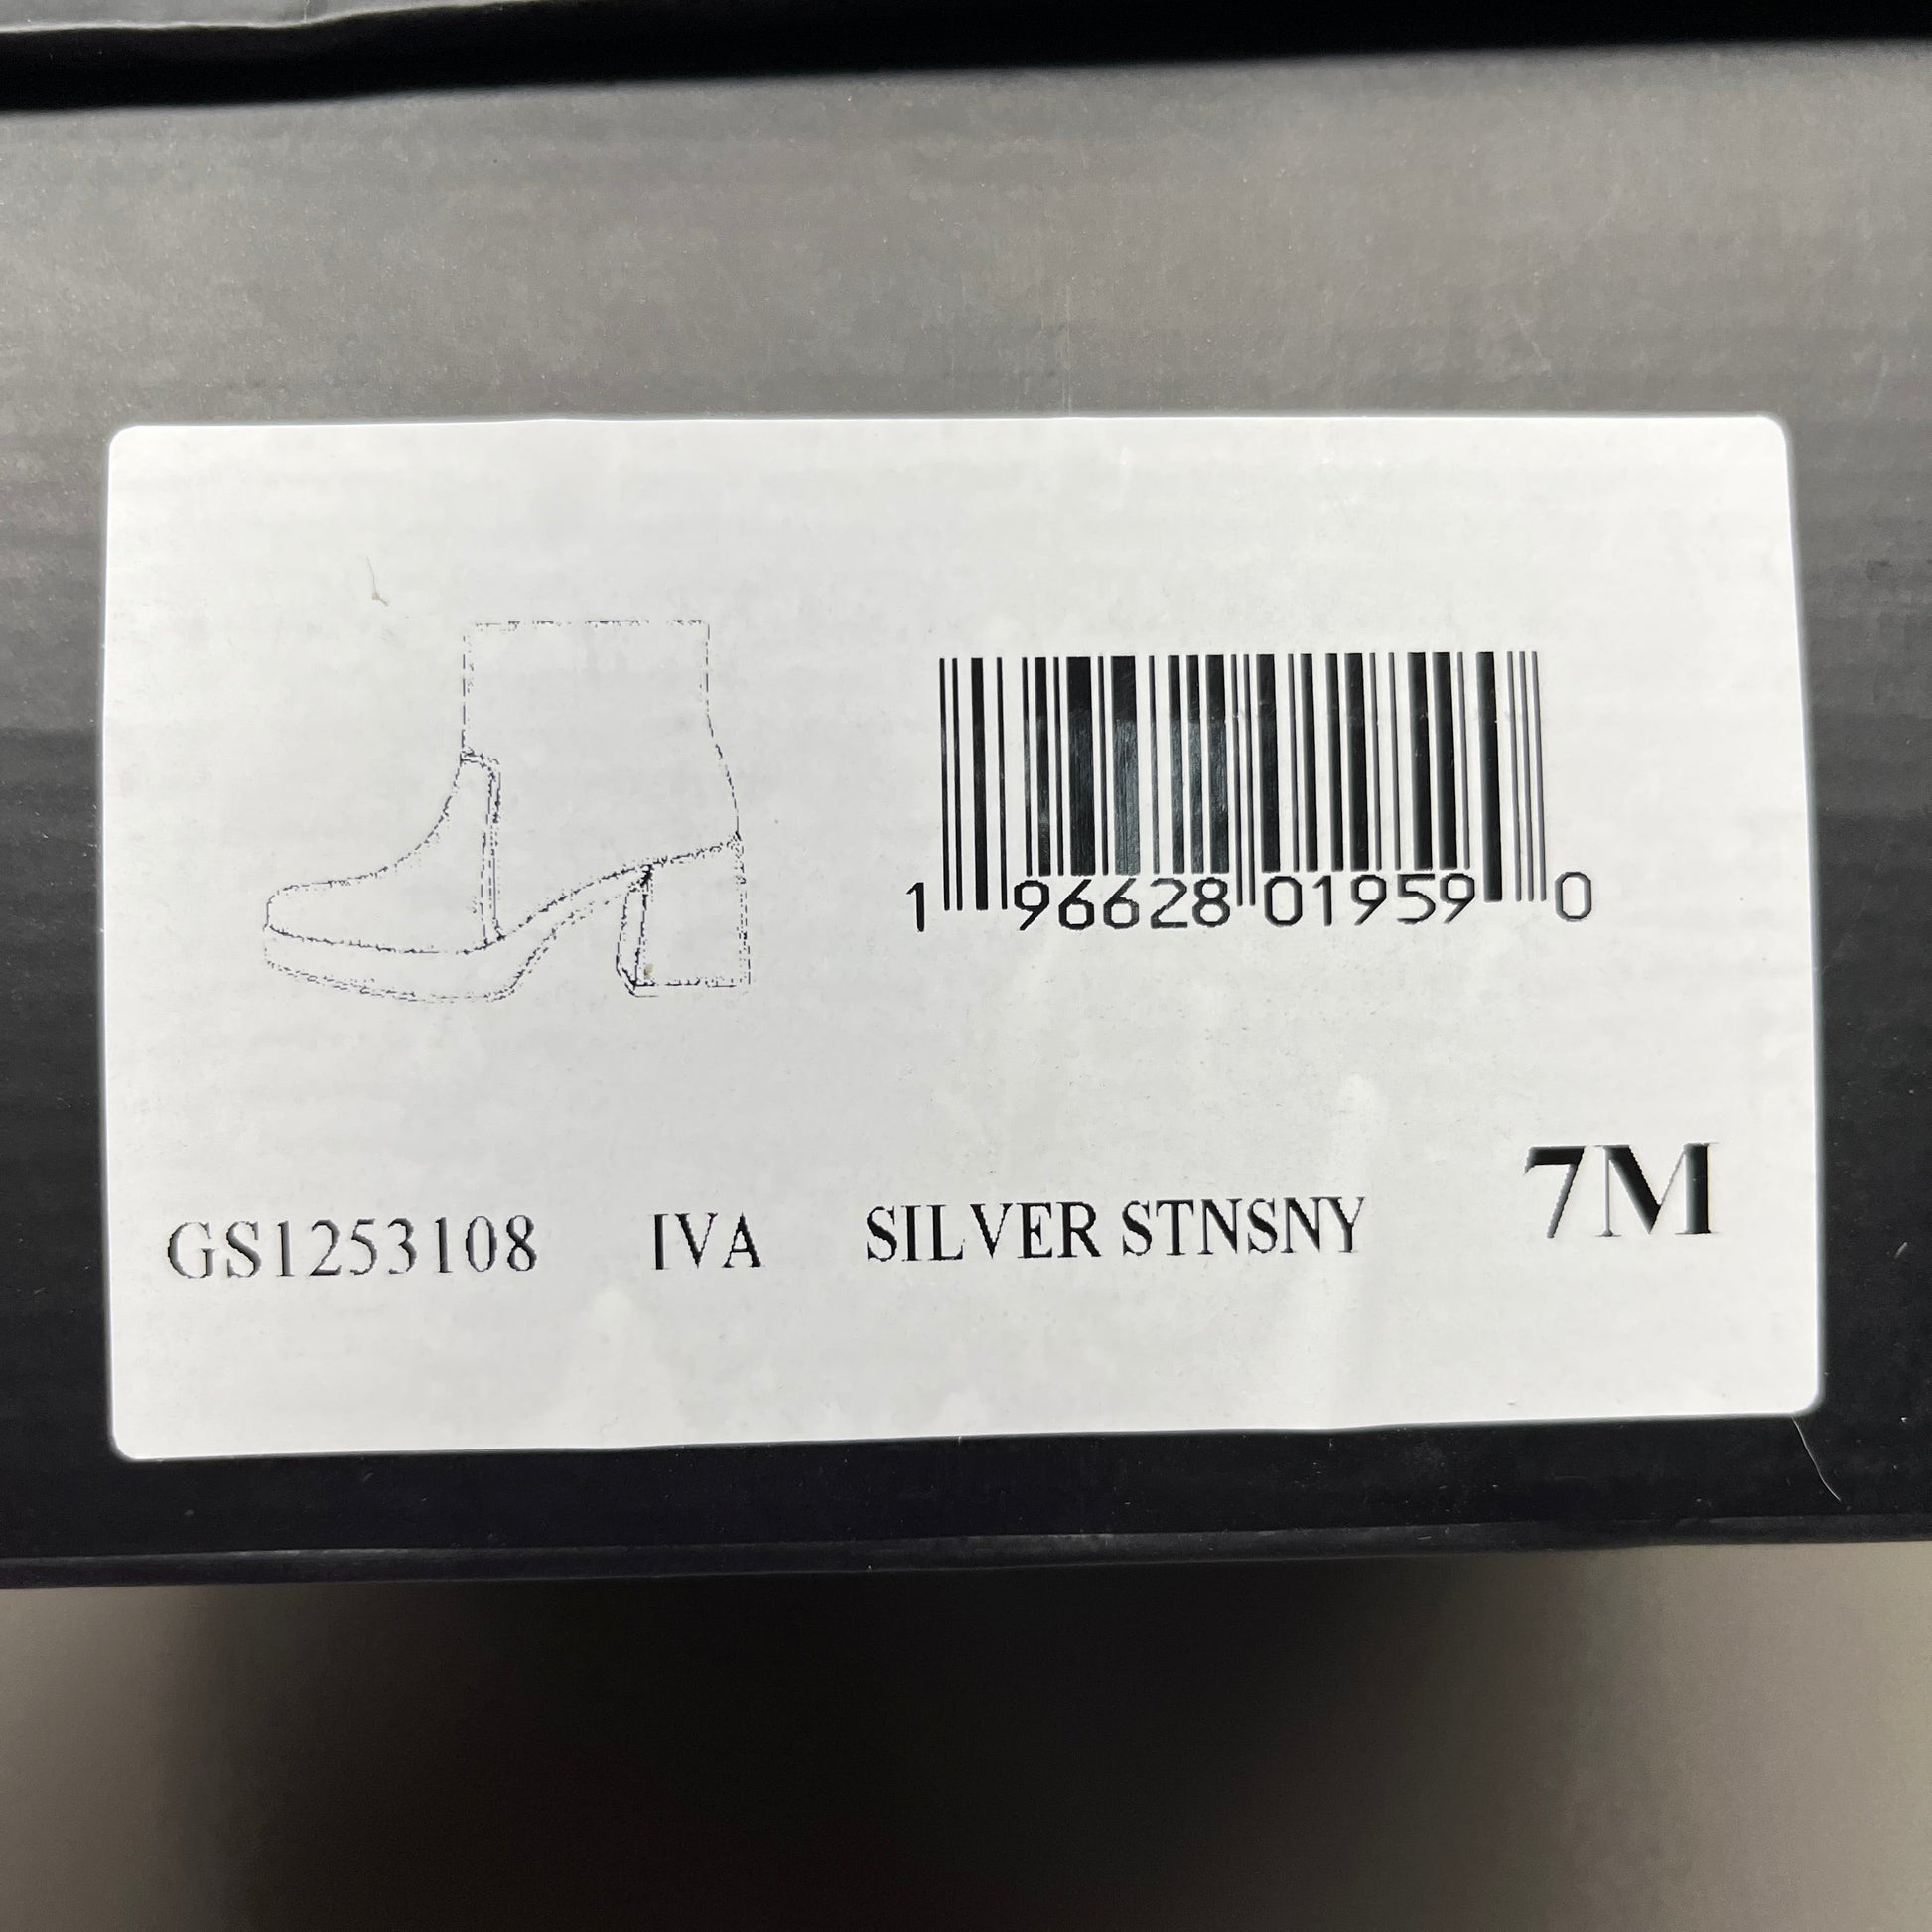 1 96628 01959 0
GS1253108 IVA SILVER STNSNY 7M